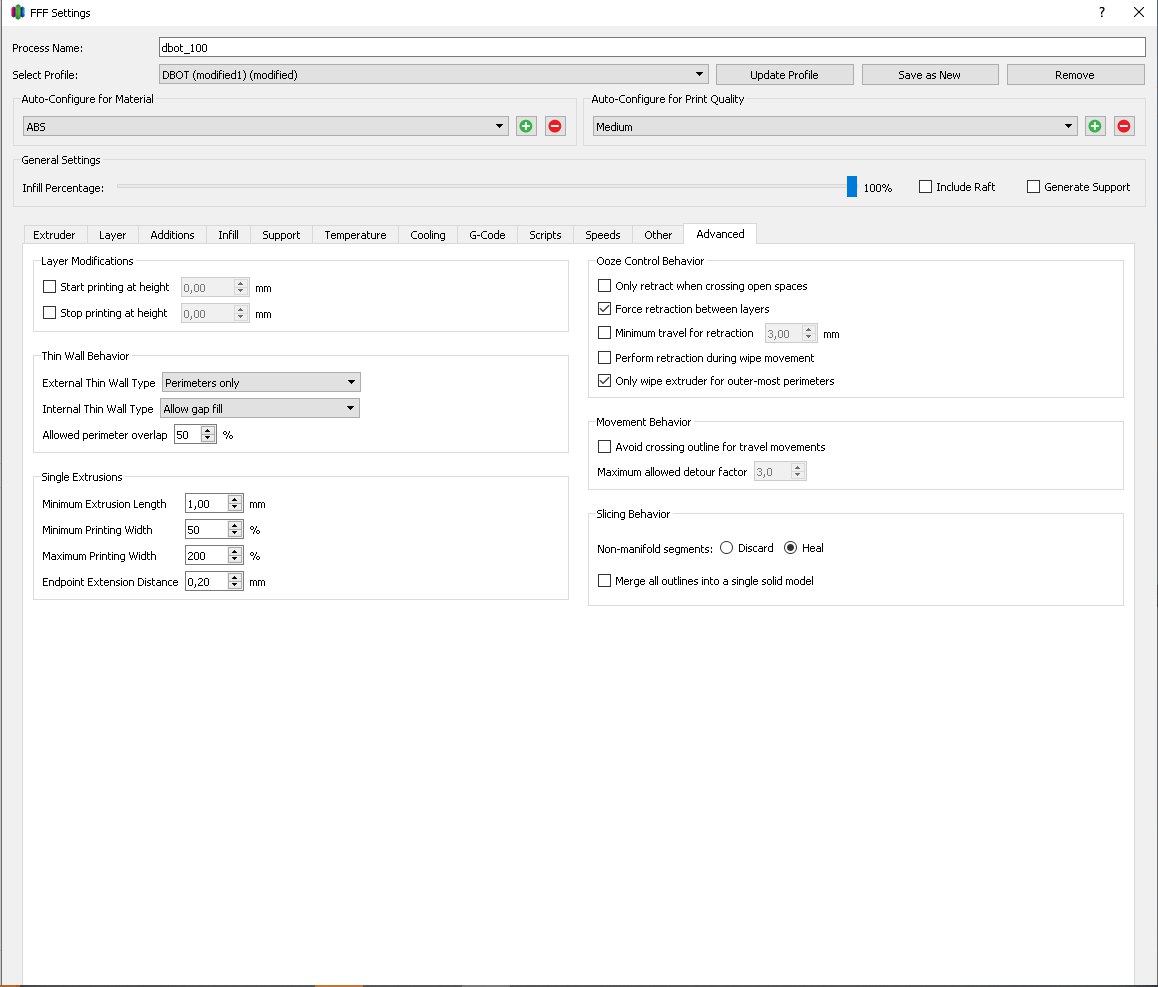 FFF Settings ?
Process Name: dbot_100
Select Profile: DBOT (modified1) (modified) Update Profile Save as New Remove
Auto-Configure for Material
ABS
Auto-Configure for Print Quality
Medium
General Settings
Infill Percentage: 100% Include Raft Generate Support
Extruder Layer Additions Infill Support Temperature Cooling G-Code Scripts Speeds Other Advanced
Layer Modifications
Start printing at height 0,00 mm
Stop printing at height 0,00 mm
Thin Wall Behavior
External Thin Wall Type Perimeters only
Internal Thin Wall Type Allow gap fill
Allowed perimeter overlap 50 %
Single Extrusions
Minimum Extrusion Length 1,00 mm
Minimum Printing Width 50 %
Maximum Printing Width 200 %
Endpoint Extension Distance 0,20 mm
Ooze Control Behavior
Only retract when crossing open spaces
Force retraction between layers
Minimum travel for retraction 3,00 mm
Perform retraction during wipe movement
Only wipe extruder for outer-most perimeters
Movement Behavior
Avoid crossing outline for travel movements
Maximum allowed detour factor 3,0
Slicing Behavior
Non-manifold segments: Discard Heal
Merge all outlines into a single solid model